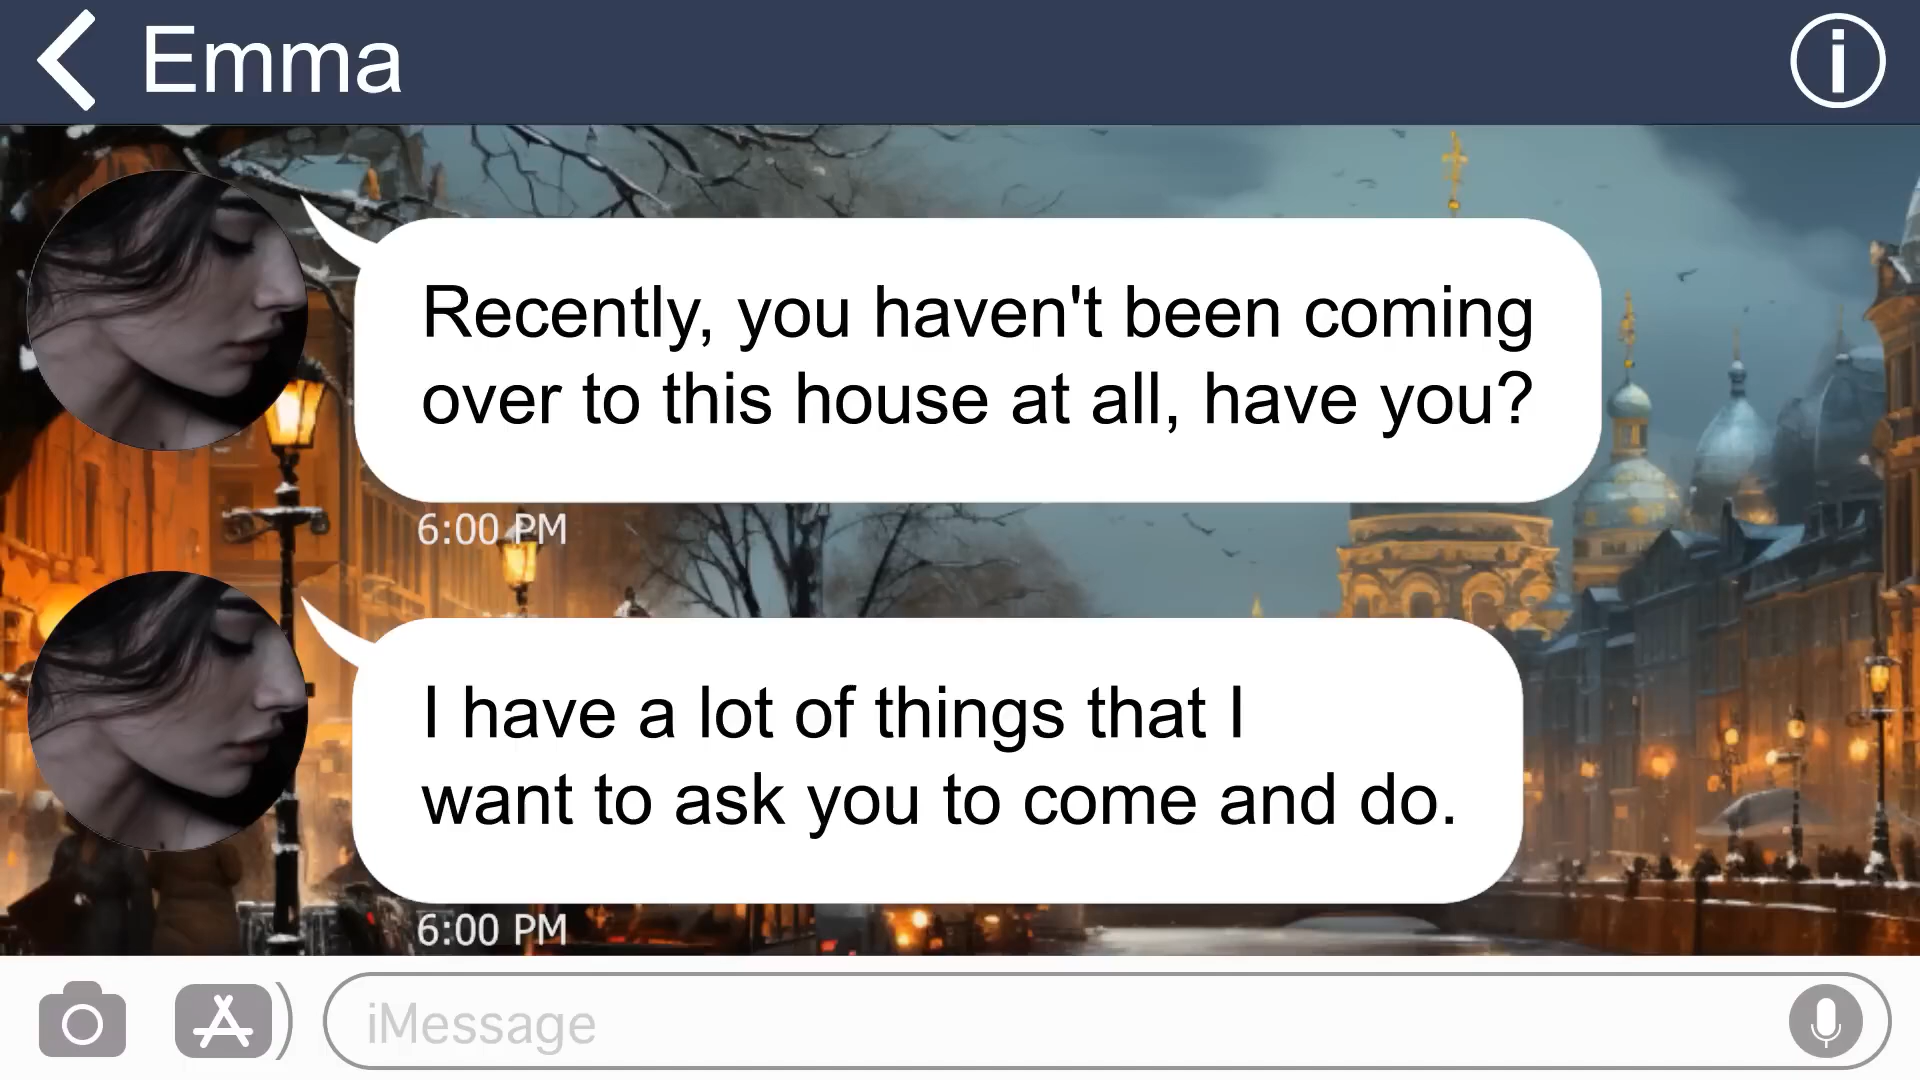 Emma
Recently, you haven't been coming
over to this house at all, have you?
6:00 PM
I have a lot of things that I
want to ask you to come and do.
6:00 PM
iMessage